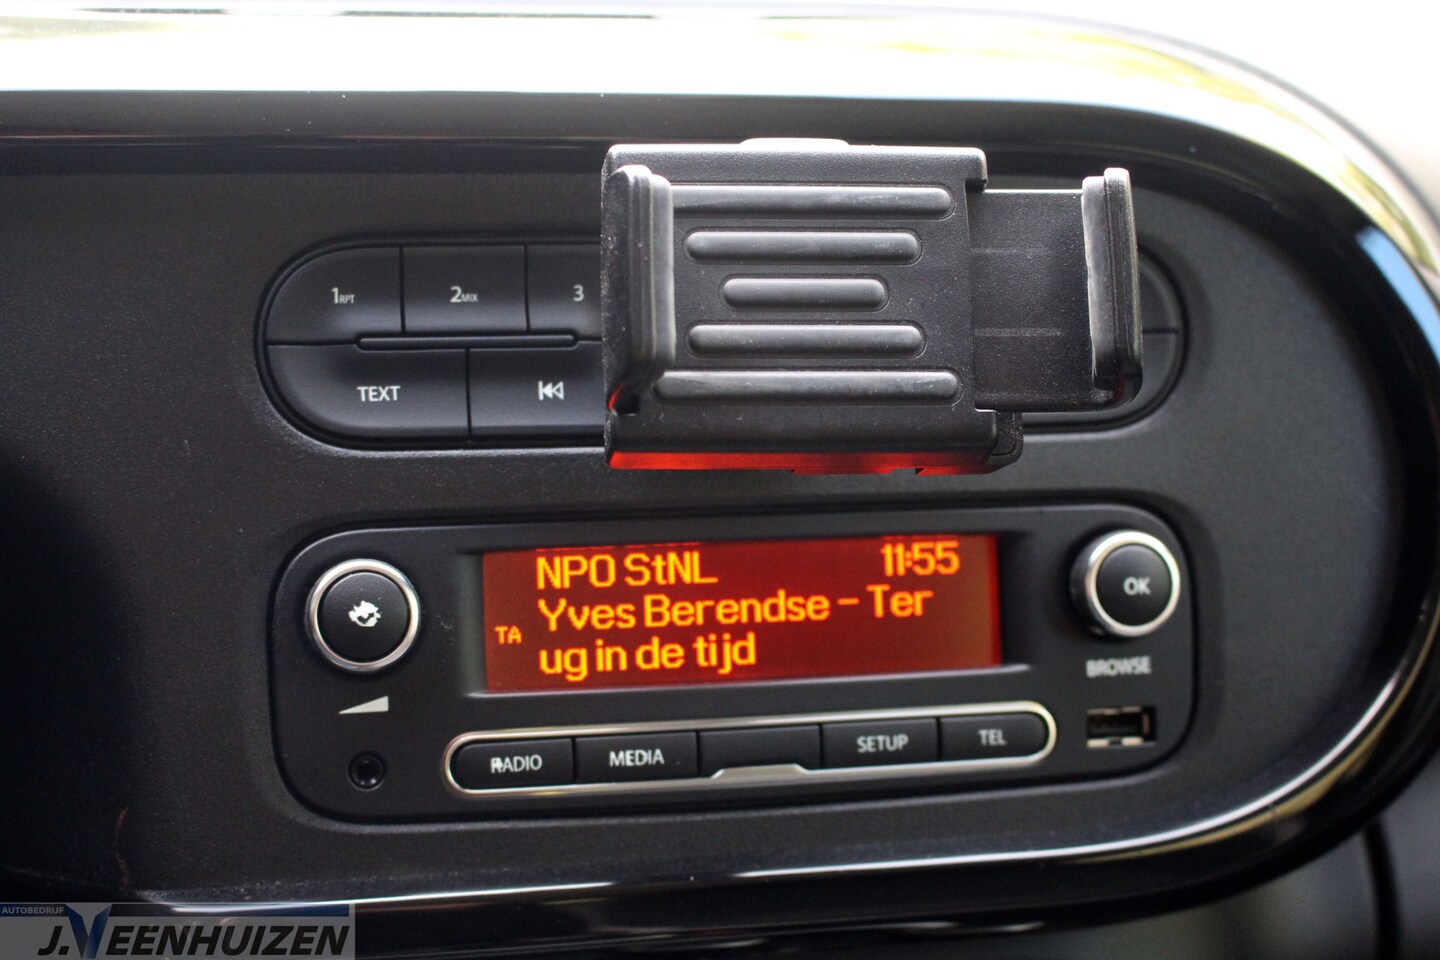 1RPT 2MIX 3
TEXT
NPO StNL 11:55
Yves Berendse - Ter
TA
ug in de tijd
OK
BROWSE
RADIO MEDIA SETUP TEL
AUTOBEDRIJF
J. VEENHUIZEN